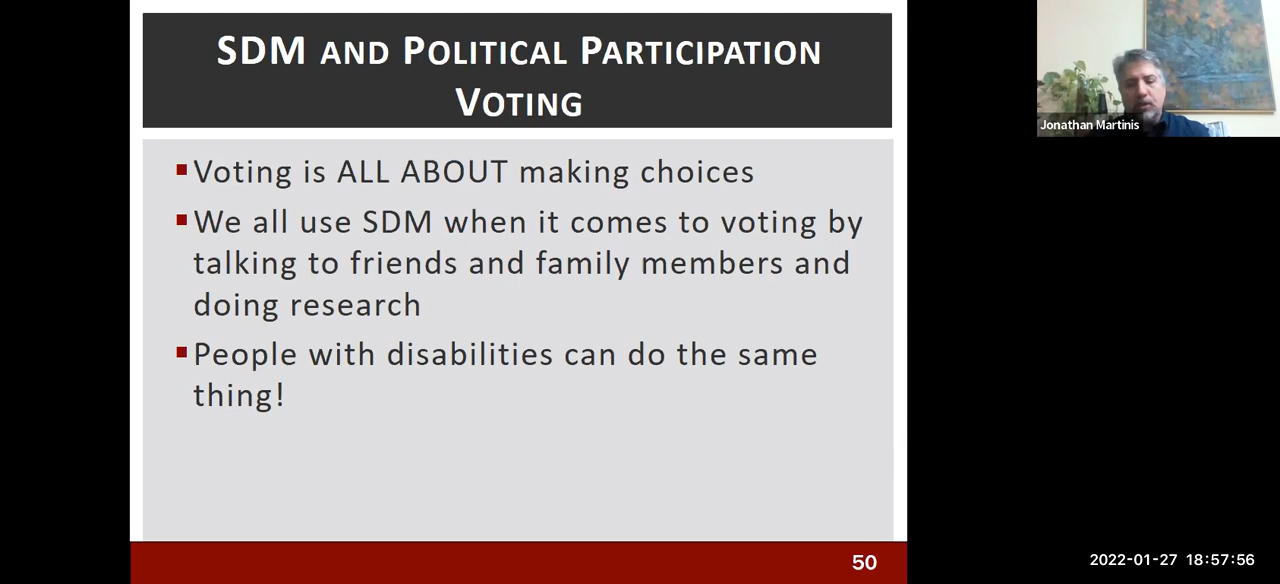 SDM AND POLITICAL PARTICIPATION
VOTING
Voting is ALL ABOUT making choices
We all use SDM when it comes to voting by
talking to friends and family members and
doing research
People with disabilities can do the same
thing!
50
Jonathan Martinis
2022-01-27 18:57:56